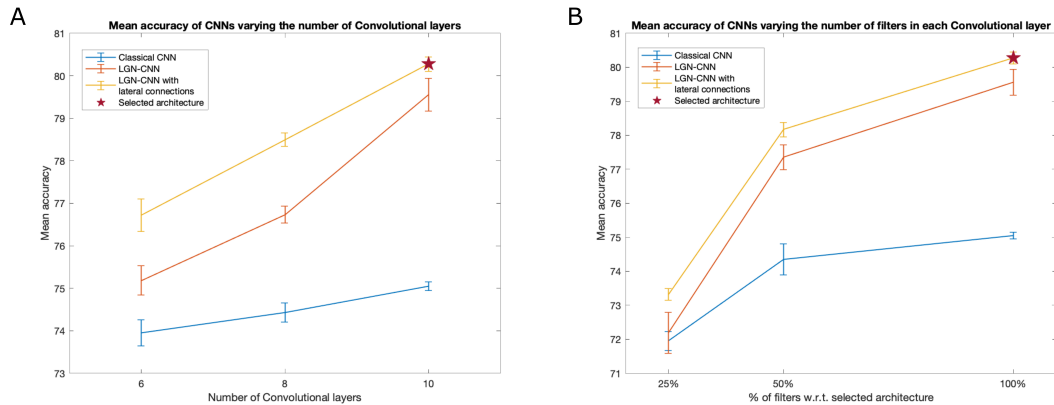 A
Mean accuracy of CNNs varying the number of Convolutional layers
81
80
79
78
77
76
75
74
73
Mean accuracy
Classical CNN
LGN-CNN
LGN-CNN with
lateral connections
Selected architecture
6
8
10
Number of Convolutional layers
B
Mean accuracy of CNNs varying the number of filters in each Convolutional layer
81
80
79
78
77
76
75
74
73
72
71
Mean accuracy
Classical CNN
LGN-CNN
LGN-CNN with
lateral connections
Selected architecture
25%
50%
100%
% of filters w.r.t. selected architecture